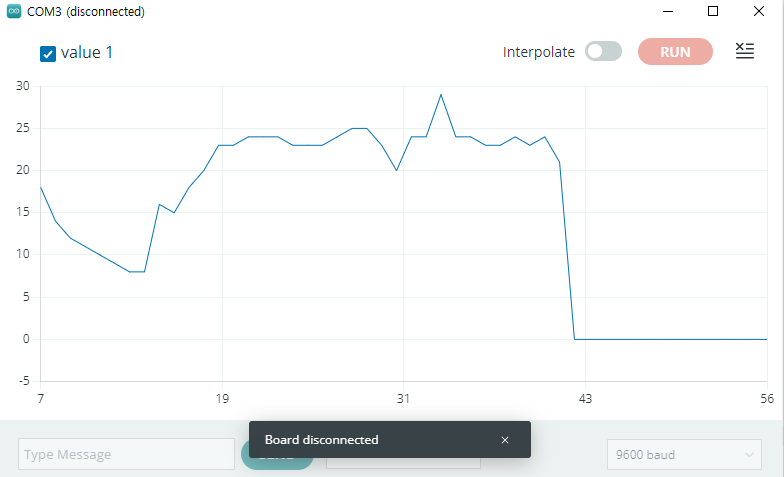 COM3 (disconnected)
value 1
Interpolate
RUN
30
25
20
15
10
5
0
-5
7 19 31 43 56
Board disconnected
Type Message
9600 baud